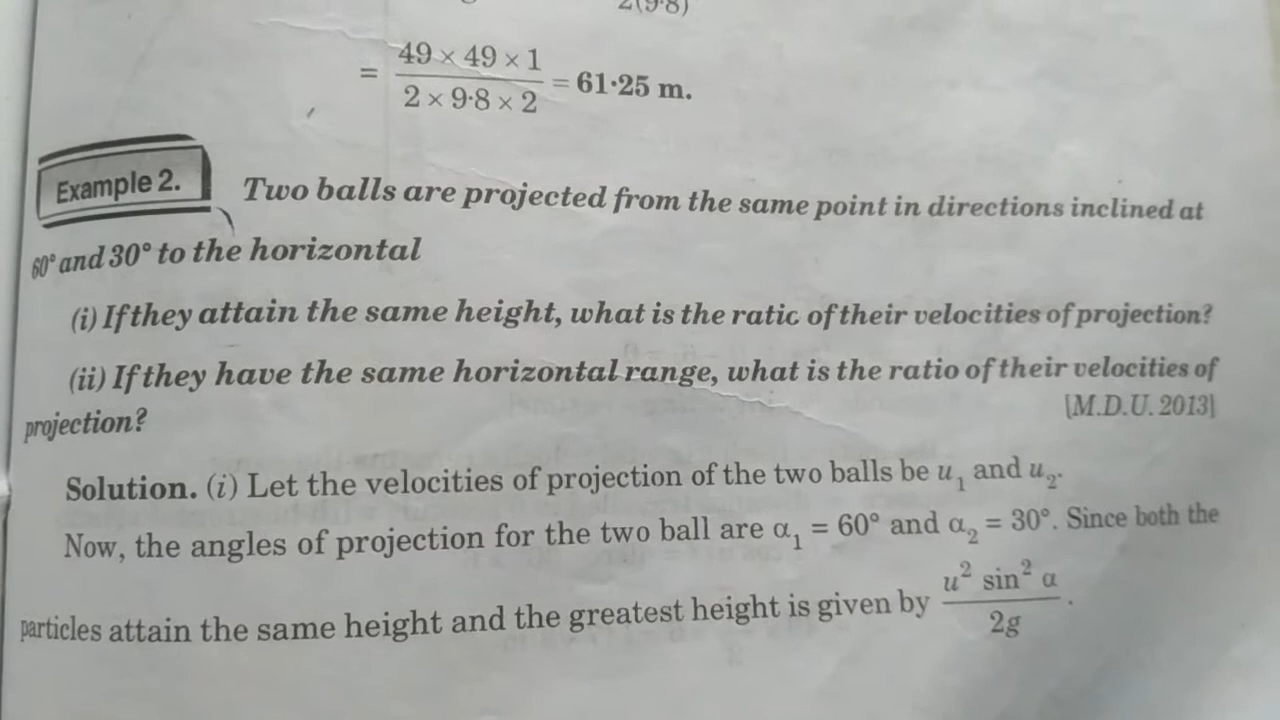 2(9·8)
= 49 × 49 × 1 / 2 × 9·8 × 2 = 61·25 m.
Example 2. Two balls are projected from the same point in directions inclined at
60° and 30° to the horizontal
(i) If they attain the same height, what is the ratic of their velocities of projection?
(ii) If they have the same horizontal range, what is the ratio of their velocities of
projection? [M.D.U. 2013]
Solution. (i) Let the velocities of projection of the two balls be u₁ and u₂.
Now, the angles of projection for the two ball are α₁ = 60° and α₂ = 30°. Since both the
particles attain the same height and the greatest height is given by u² sin² α / 2g .